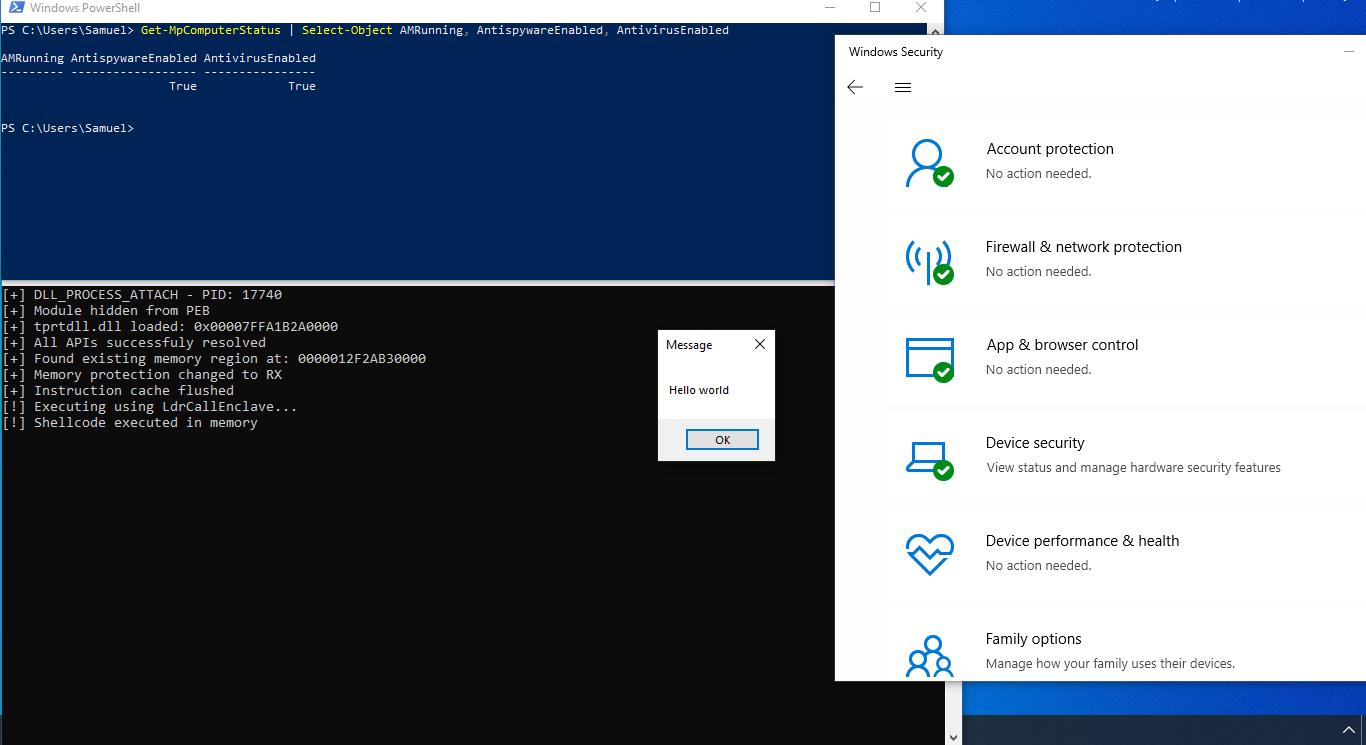 Windows PowerShell
PS C:\Users\Samuel> Get-MpComputerStatus | Select-Object AMRunning, AntispywareEnabled, AntivirusEnabled
AMRunning AntispywareEnabled AntivirusEnabled
--------- ------------------ ----------------
True True
PS C:\Users\Samuel>
[+] DLL_PROCESS_ATTACH - PID: 17740
[+] Module hidden from PEB
[+] tprtdll.dll loaded: 0x00007FFA1B2A0000
[+] All APIs successfuly resolved
[+] Found existing memory region at: 0000012F2AB30000
[+] Memory protection changed to RX
[+] Instruction cache flushed
[!] Executing using LdrCallEnclave...
[!] Shellcode executed in memory
Message
Hello world
OK
Windows Security
Account protection
No action needed.
Firewall & network protection
No action needed.
App & browser control
No action needed.
Device security
View status and manage hardware security features
Device performance & health
No action needed.
Family options
Manage how your family uses their devices.